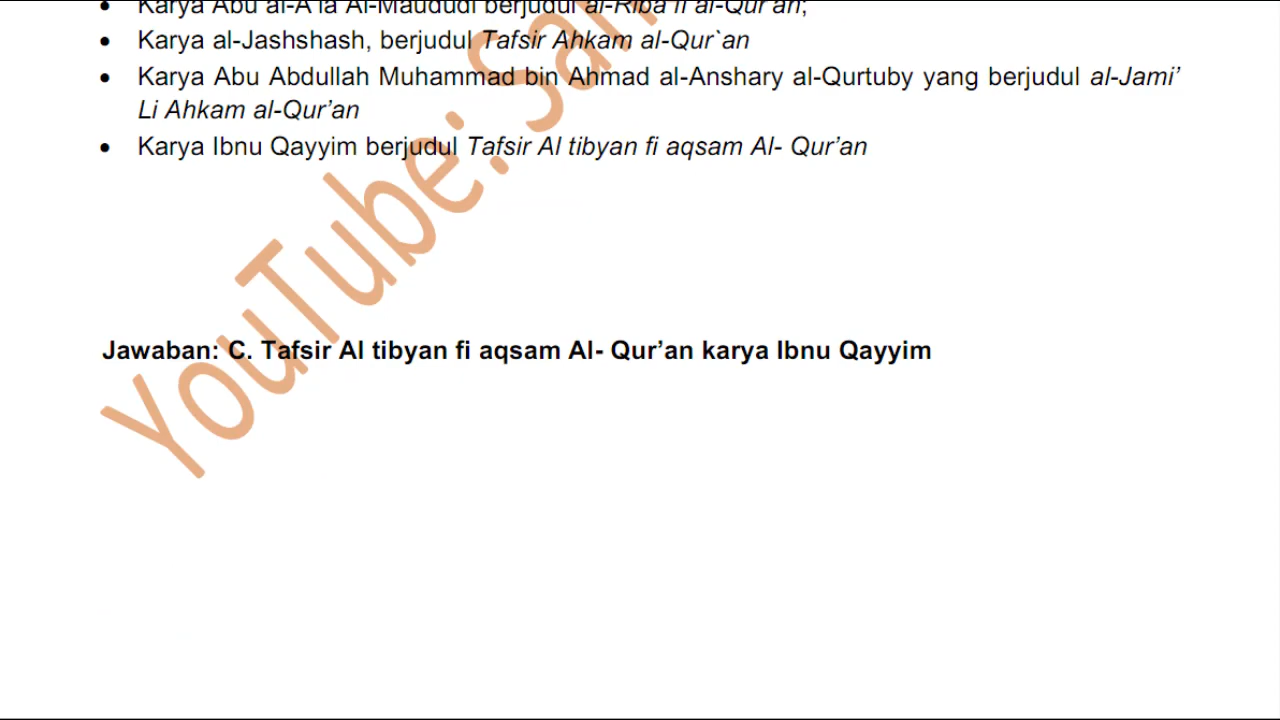 Karya Abu al-A'la Al-Maududi berjudul al-Riba fi al-Qur'an;
• Karya al-Jashshash, berjudul Tafsir Ahkam al-Qur`an
• Karya Abu Abdullah Muhammad bin Ahmad al-Anshary al-Qurtuby yang berjudul al-Jami’
Li Ahkam al-Qur’an
• Karya Ibnu Qayyim berjudul Tafsir Al tibyan fi aqsam Al- Qur’an
Jawaban: C. Tafsir Al tibyan fi aqsam Al- Qur’an karya Ibnu Qayyim
YouTube: San